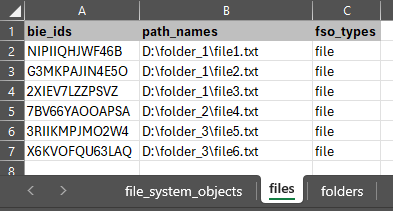 A B C
1 bie_ids path_names fso_types
2 NIPIIQHJWF46B D:\folder_1\file1.txt file
3 G3MKPAJIN4E5O D:\folder_1\file2.txt file
4 2XIEV7LZZPSVZ D:\folder_1\file3.txt file
5 7BV66YAOOAPSA D:\folder_2\file4.txt file
6 3RIIKMPJMO2W4 D:\folder_3\file5.txt file
7 X6KVOFQU63LAQ D:\folder_3\file6.txt file
8
file_system_objects files folders